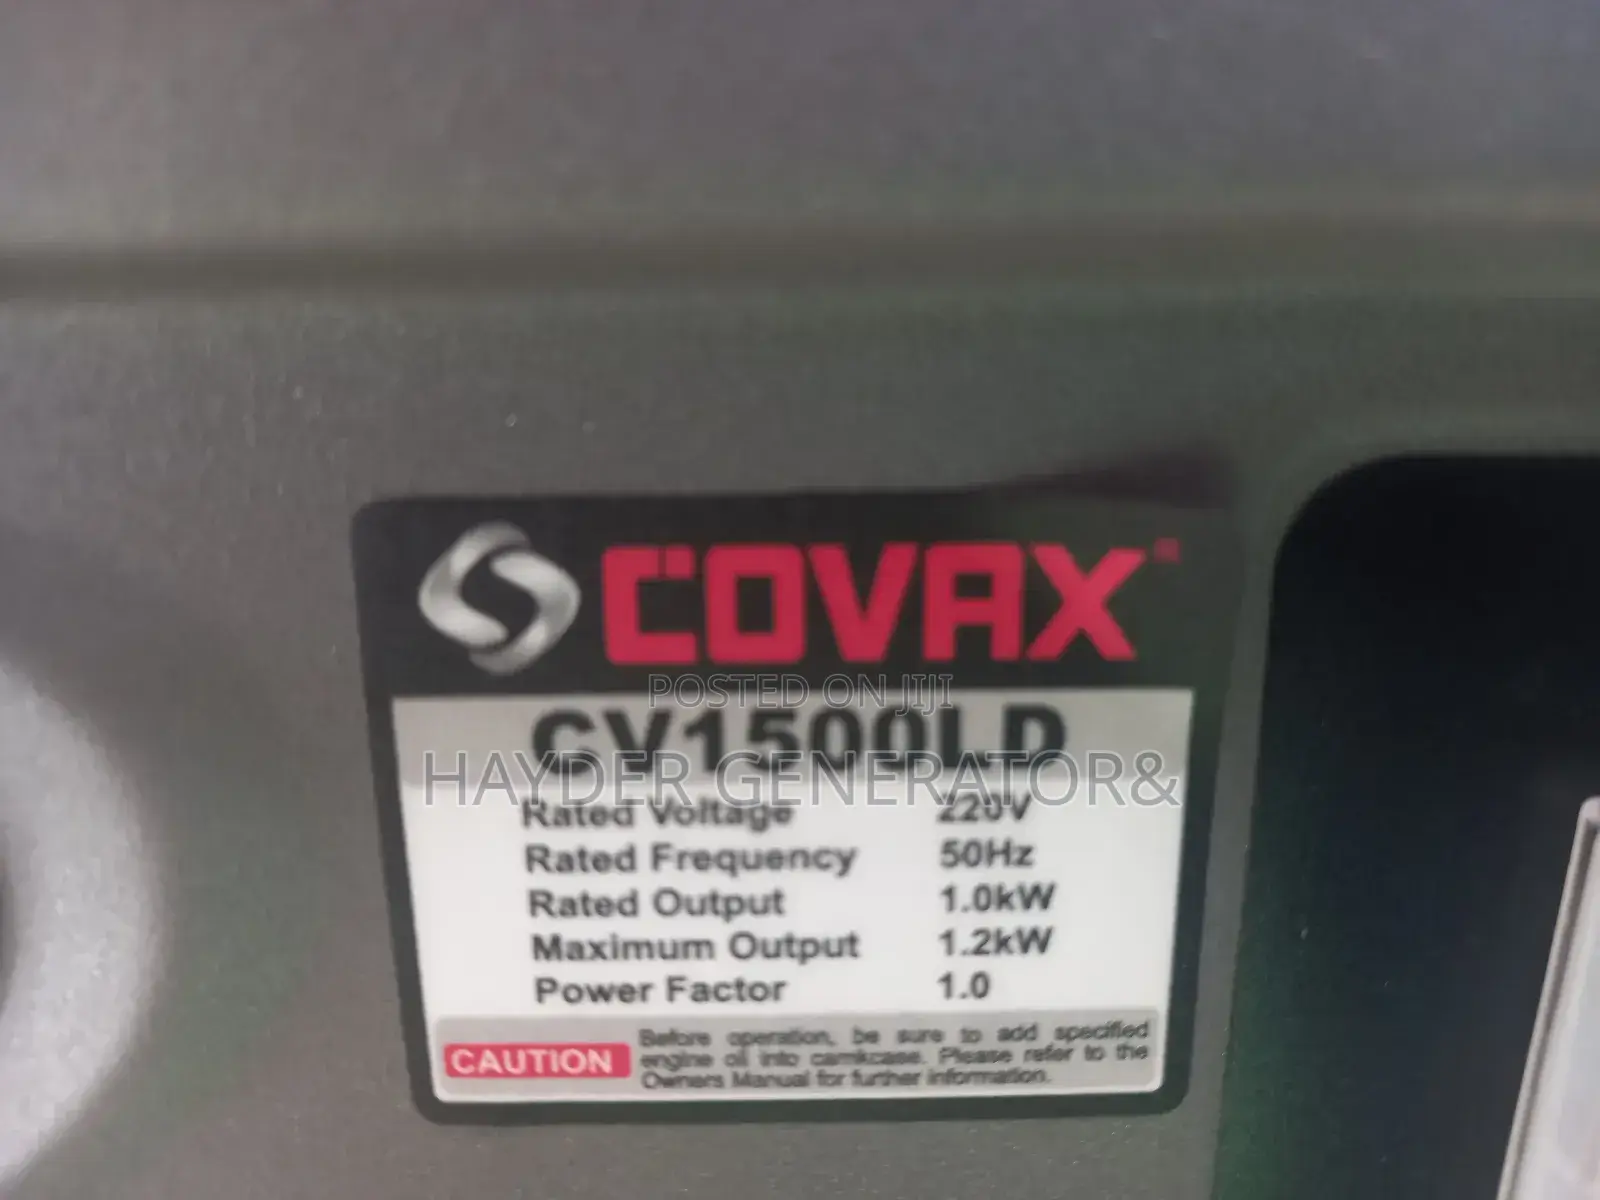 COVAX®
POSTED ON JIJI
CV1500LD
HAYDER GENERATOR&
Rated Voltage 220V
Rated Frequency 50Hz
Rated Output 1.0kW
Maximum Output 1.2kW
Power Factor 1.0
CAUTION
Before operation, be sure to add specified
engine oil into camkcase. Please refer to the
Owners Manual for further information.